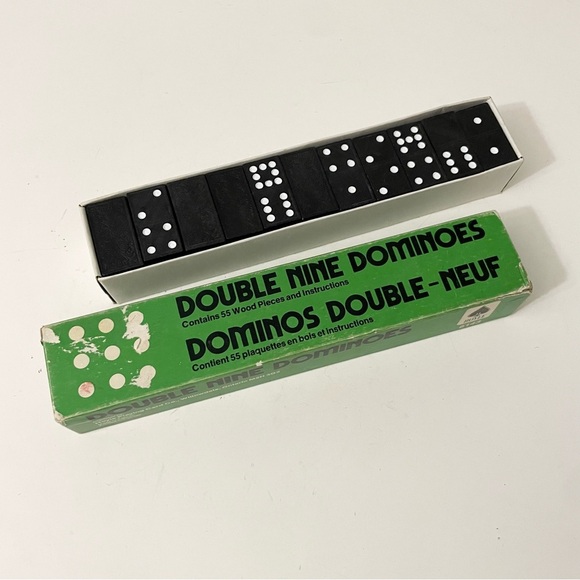 DOUBLE NINE DOMINOES
Contains 55 Wood Pieces and Instructions
DOMINOS DOUBLE-NEUF
Contient 55 plaquettes en bois et instructions
DOUBLE NINE DOMINOES